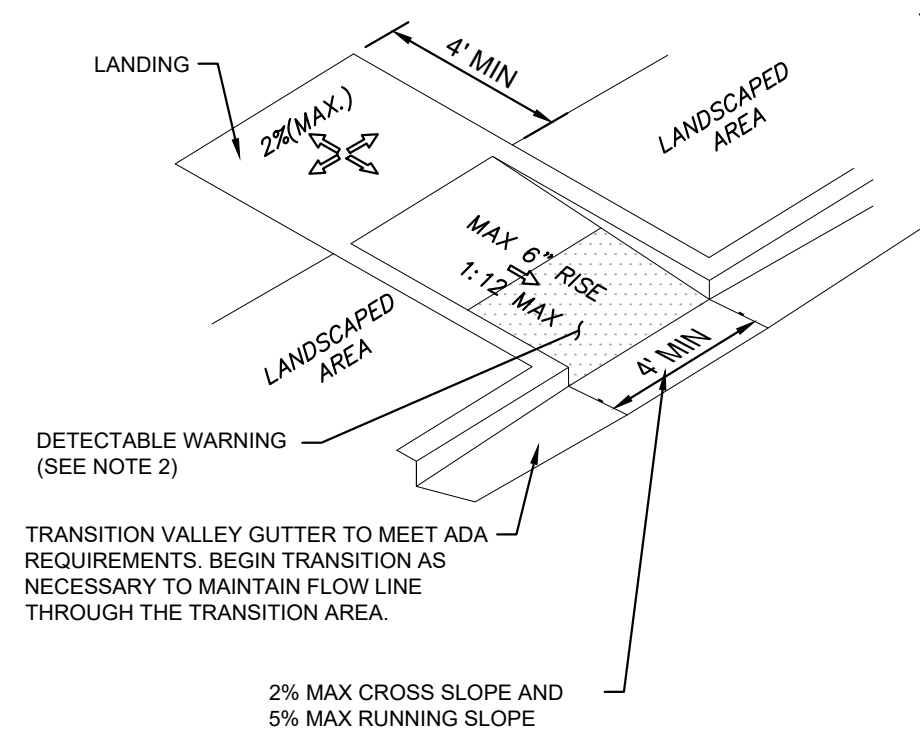 LANDING
4' MIN
2%(MAX.)
LANDSCAPED
AREA
MAX 6" RISE
1:12 MAX
LANDSCAPED
AREA
4' MIN
DETECTABLE WARNING
(SEE NOTE 2)
TRANSITION VALLEY GUTTER TO MEET ADA
REQUIREMENTS. BEGIN TRANSITION AS
NECESSARY TO MAINTAIN FLOW LINE
THROUGH THE TRANSITION AREA.
2% MAX CROSS SLOPE AND
5% MAX RUNNING SLOPE